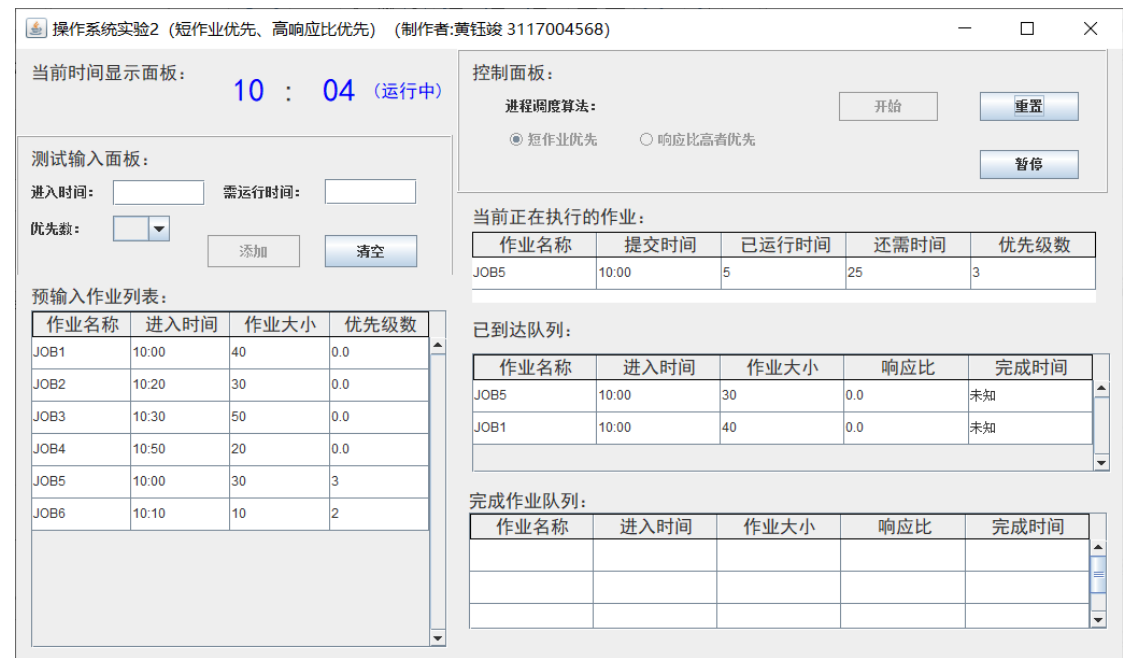 操作系统实验2（短作业优先、高响应比优先）（制作者:黄钰竣 3117004568）
当前时间显示面板：
10 : 04 （运行中）
测试输入面板：
进入时间：
需运行时间：
优先数：
添加
清空
预输入作业列表：
作业名称 进入时间 作业大小 优先级数
JOB1 10:00 40 0.0
JOB2 10:20 30 0.0
JOB3 10:30 50 0.0
JOB4 10:50 20 0.0
JOB5 10:00 30 3
JOB6 10:10 10 2
控制面板：
进程调度算法：
开始
重置
短作业优先
响应比高者优先
暂停
当前正在执行的作业：
作业名称 提交时间 已运行时间 还需时间 优先级数
JOB5 10:00 5 25 3
已到达队列：
作业名称 进入时间 作业大小 响应比 完成时间
JOB5 10:00 30 0.0 未知
JOB1 10:00 40 0.0 未知
完成作业队列：
作业名称 进入时间 作业大小 响应比 完成时间